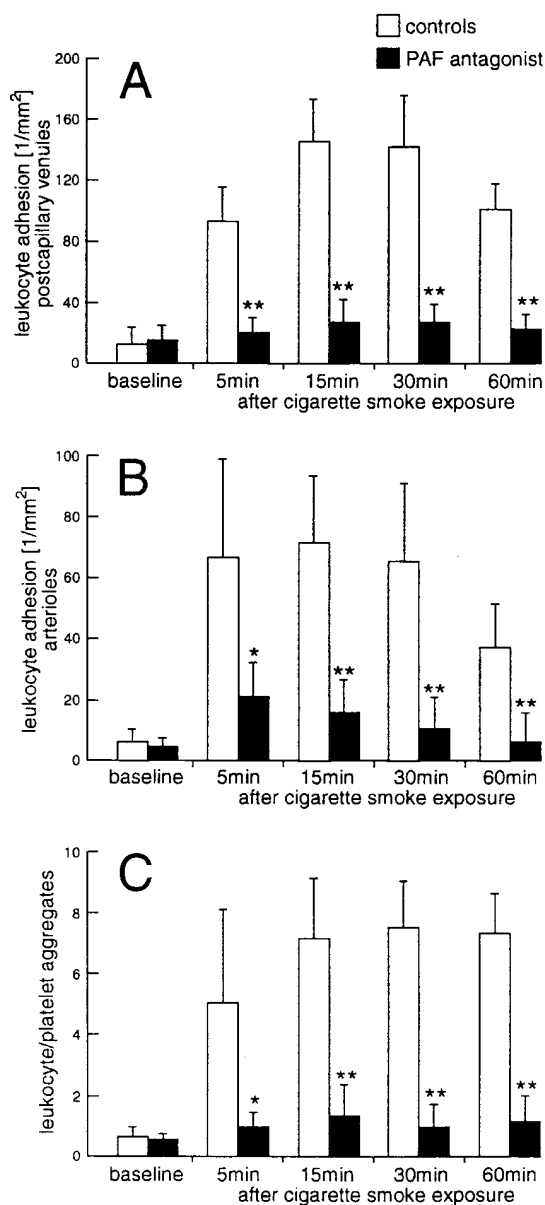 controls
PAF antagonist
A
leukocyte adhesion [1/mm²]
postcapillary venules
200
160
120
80
40
0
** ** ** **
baseline 5min 15min 30min 60min
after cigarette smoke exposure
B
leukocyte adhesion [1/mm²]
arterioles
100
80
60
40
20
0
* ** ** **
baseline 5min 15min 30min 60min
after cigarette smoke exposure
C
leukocyte/platelet aggregates
10
8
6
4
2
0
* ** ** **
baseline 5min 15min 30min 60min
after cigarette smoke exposure